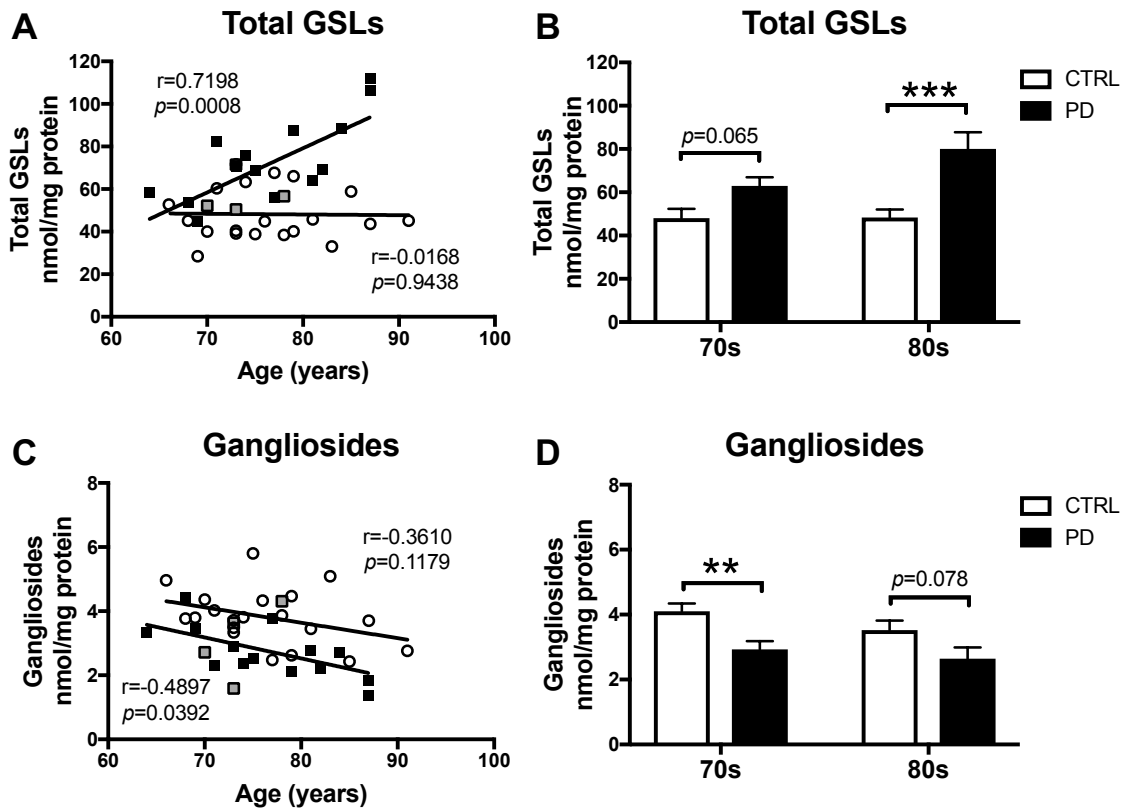 A
Total GSLs
Total GSLs
nmol/mg protein
120
100
80
60
40
20
0
r=0.7198
p=0.0008
r=-0.0168
p=0.9438
60
70
80
90
100
Age (years)
B
Total GSLs
Total GSLs
nmol/mg protein
120
100
80
60
40
20
0
p=0.065
***
CTRL
PD
70s
80s
C
Gangliosides
Gangliosides
nmol/mg protein
8
6
4
2
0
r=-0.3610
p=0.1179
r=-0.4897
p=0.0392
60
70
80
90
100
Age (years)
D
Gangliosides
Gangliosides
nmol/mg protein
8
6
4
2
0
**
p=0.078
CTRL
PD
70s
80s